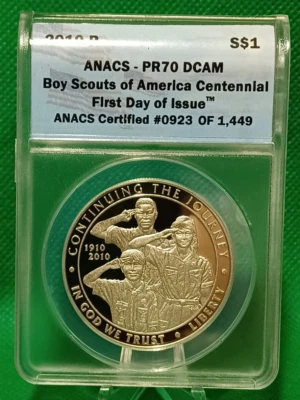 2010 P S$1
ANACS - PR70 DCAM
Boy Scouts of America Centennial
First Day of Issue™
ANACS Certified #0923 OF 1,449
CONTINUING THE JOURNEY
1910
2010
IN GOD WE TRUST • LIBERTY